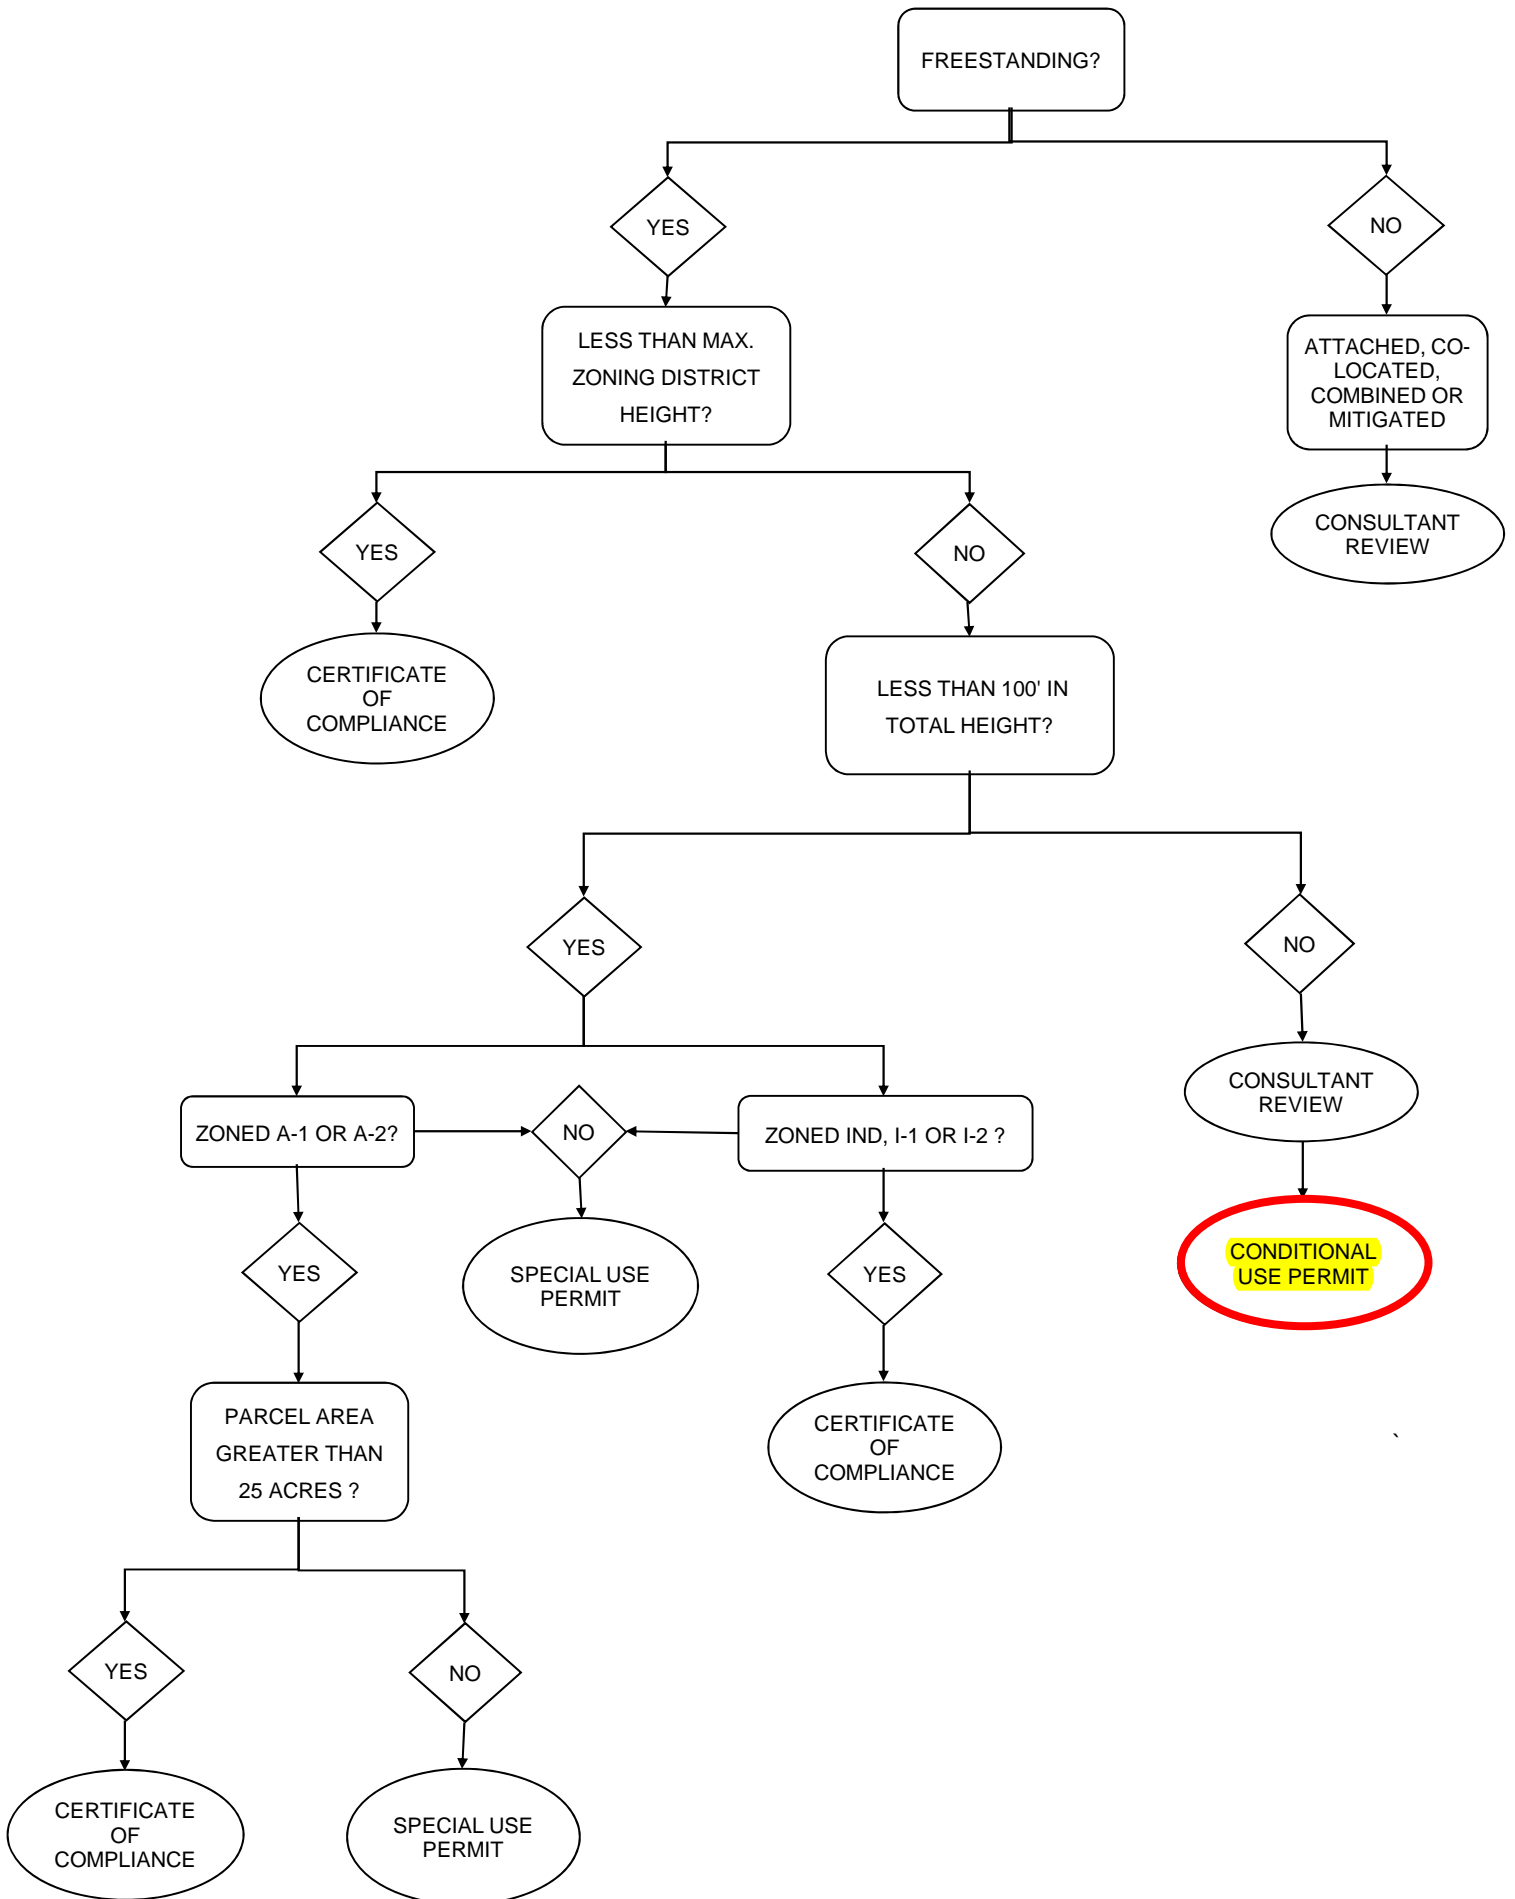 FREESTANDING?
YES
NO
LESS THAN MAX.
ZONING DISTRICT
HEIGHT?
ATTACHED, CO-
LOCATED,
COMBINED OR
MITIGATED
CONSULTANT
REVIEW
YES
NO
CERTIFICATE
OF
COMPLIANCE
LESS THAN 100' IN
TOTAL HEIGHT?
YES
NO
CONSULTANT
REVIEW
ZONED A-1 OR A-2?
NO
ZONED IND, I-1 OR I-2 ?
CONDITIONAL
USE PERMIT
YES
SPECIAL USE
PERMIT
YES
PARCEL AREA
GREATER THAN
25 ACRES ?
CERTIFICATE
OF
COMPLIANCE
`
YES
NO
CERTIFICATE
OF
COMPLIANCE
SPECIAL USE
PERMIT